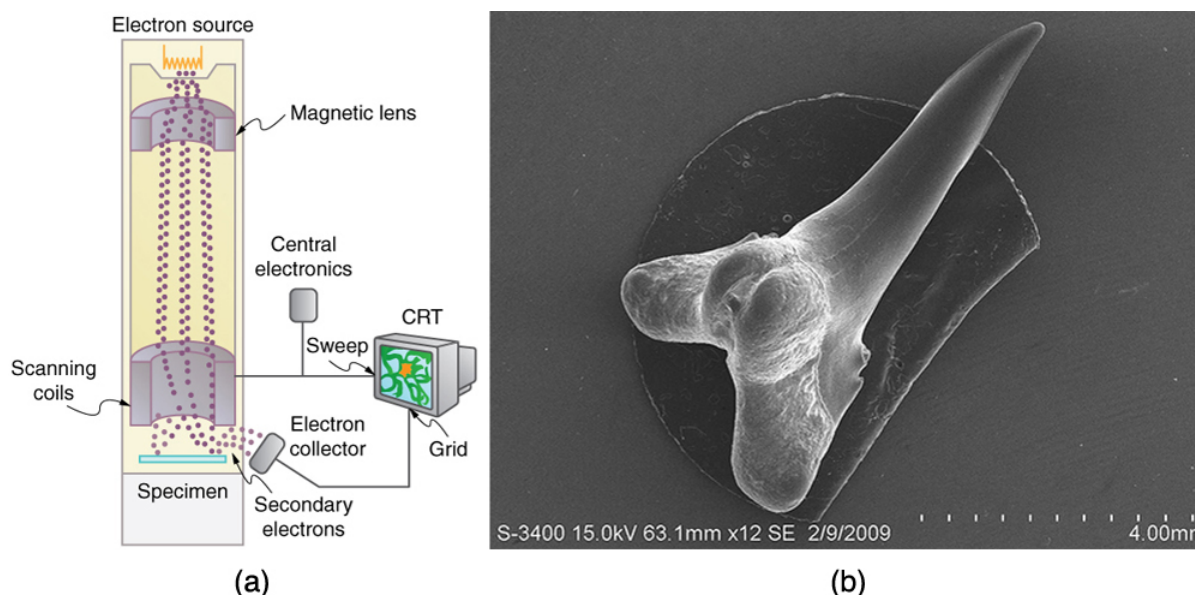 Electron source
Magnetic lens
Central
electronics
CRT
Sweep
Scanning
coils
Electron
collector
Grid
Specimen
Secondary
electrons
S-3400 15.0kV 63.1mm x12 SE 2/9/2009
4.00mm
(a)
(b)